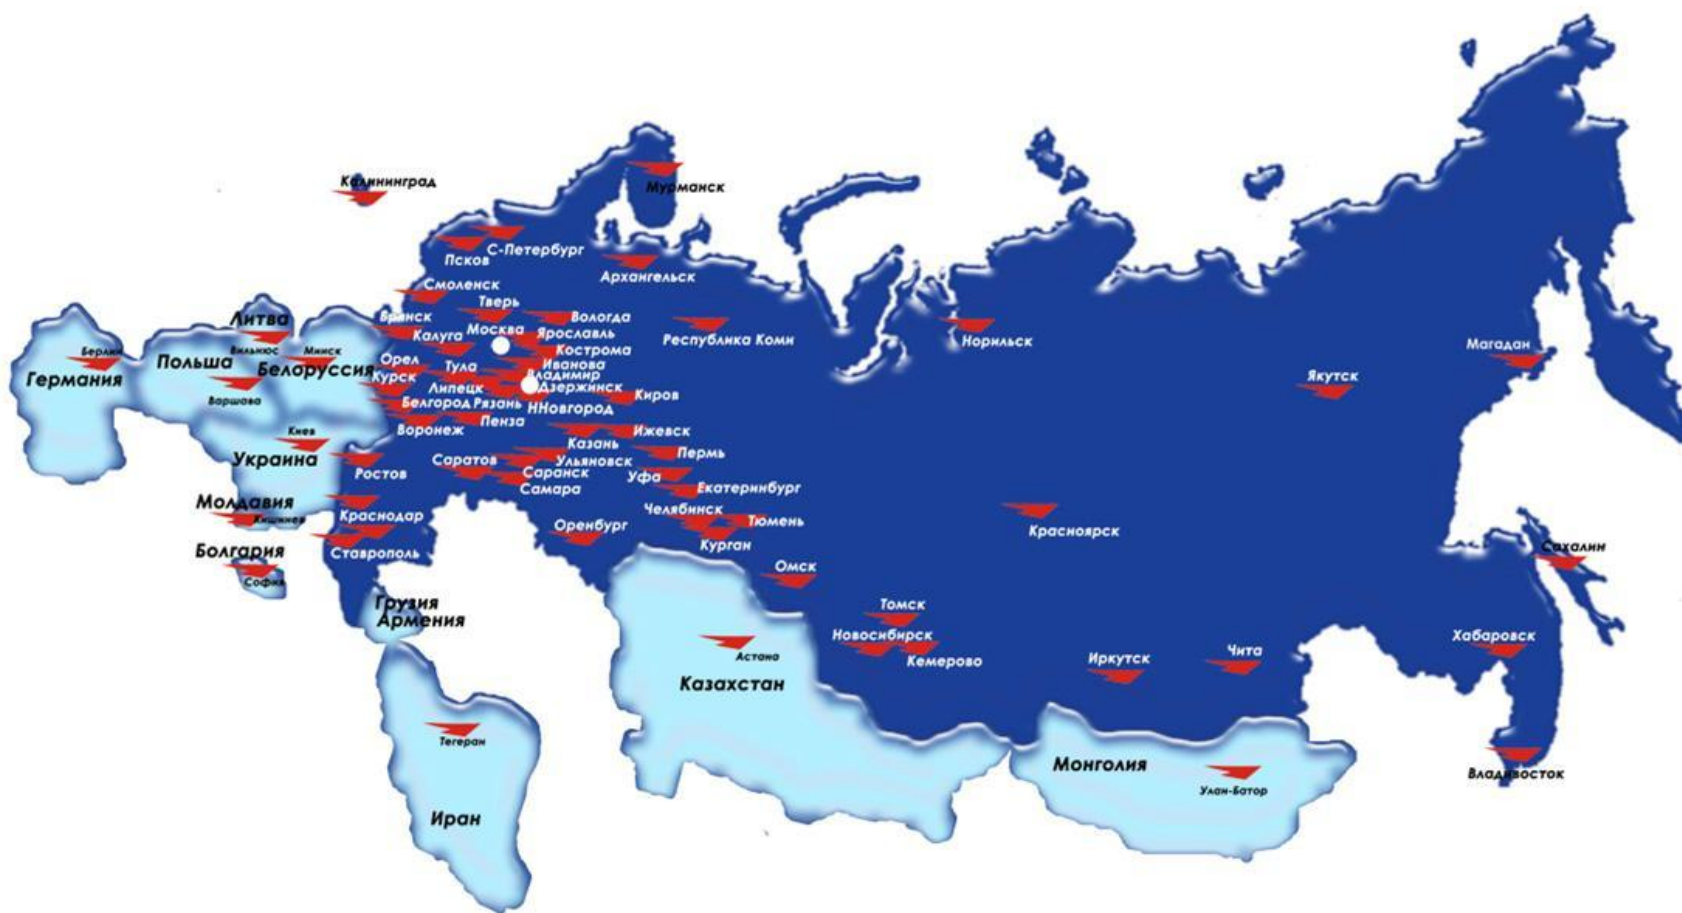 Мурманск
Калининград
С-Петербург
Псков
Архангельск
Смоленск
Тверь
Брянск
Вологда
Литва
Москва
Ярославль
Калуга
Республика Коми
Норильск
Магадан
Берлин
Вильнюс
Минск
Кострома
Польша
Орел
Тула
Иванова
Германия
Белоруссия
Курск
Владимир
Якутск
Липецк
Дзержинск
Варшава
Белгород
Рязань
ННовгород
Киров
Воронеж
Пенза
Киев
Казань
Ижевск
Украина
Саратов
Ульяновск
Пермь
Ростов
Саранск
Уфа
Самара
Екатеринбург
Молдавия
Челябинск
Кишинев
Краснодар
Оренбург
Тюмень
Красноярск
Курган
Болгария
Ставрополь
Сахалин
София
Омск
Грузия
Томск
Армения
Новосибирск
Хабаровск
Астана
Кемерово
Иркутск
Чита
Казахстан
Тегеран
Монголия
Владивосток
Улан-Батор
Иран